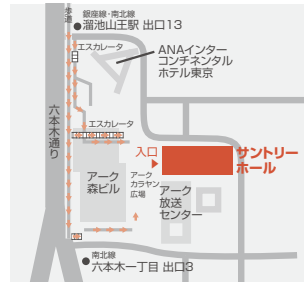 歩道
銀座線・南北線
溜池山王駅 出口13
エスカレータ
ANAインター
コンチネンタル
ホテル東京
六本木通り
エスカレータ
入口
サントリー
ホール
アーク
森ビル
アーク
カラヤン
広場
アーク
放送
センター
南北線
六本木一丁目 出口3